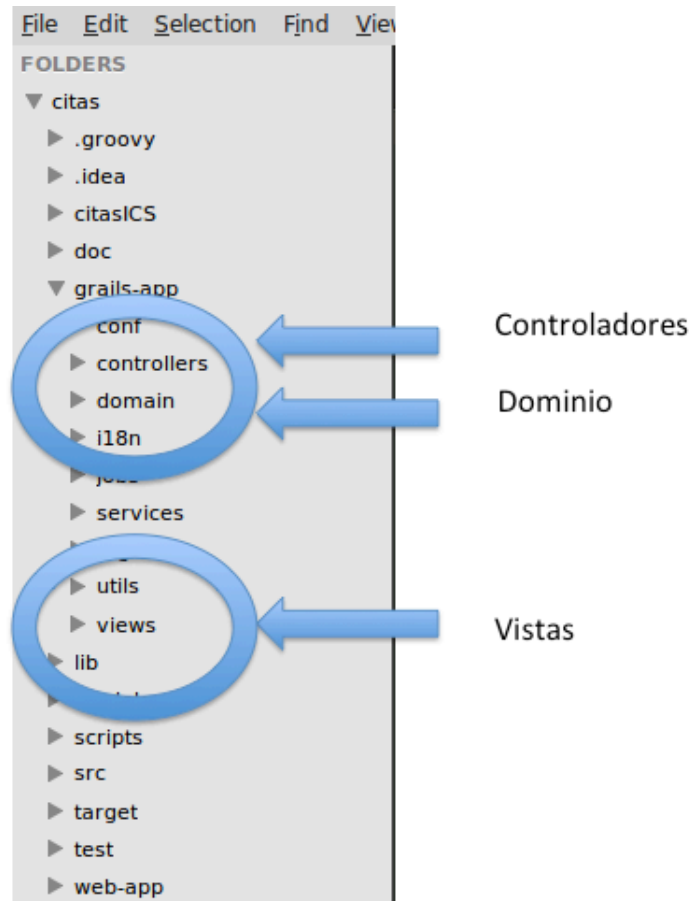 File Edit Selection Find View
FOLDERS
citas
.groovy
.idea
citasICS
doc
grails-app
conf
Controladores
controllers
domain
Dominio
i18n
jobs
services
utils
views
Vistas
lib
scripts
src
target
test
web-app